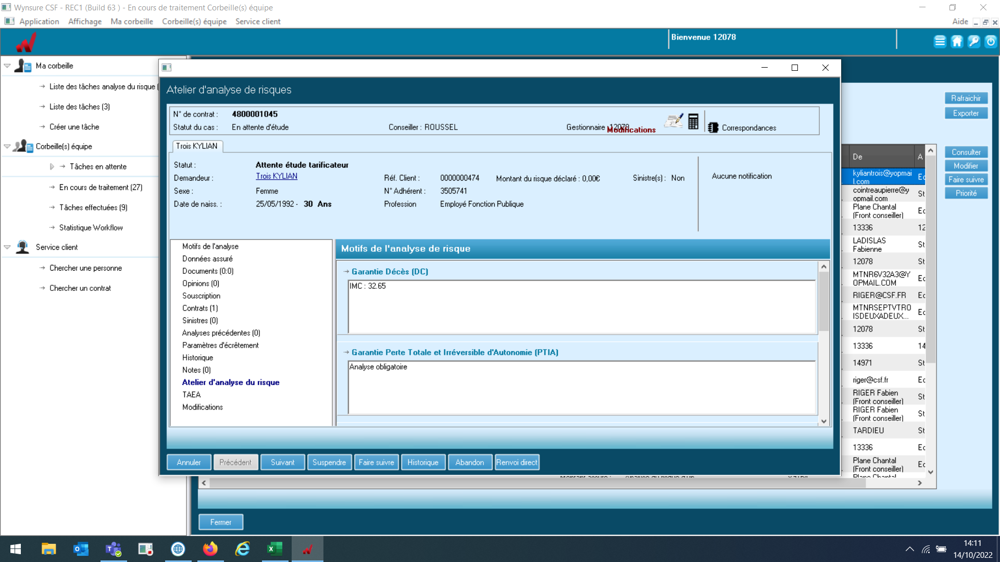 Wynsure CSF - REC1 (Build 63 ) - En cours de traitement Corbeille(s) équipe
Application Affichage Ma corbeille Corbeille(s) équipe Service client Aide
Bienvenue 12078
Ma corbeille
Liste des tâches analyse du risque (
Liste des tâches (3)
Créer une tâche
Corbeille(s) équipe
Tâches en attente
En cours de traitement (27)
Tâches effectuées (9)
Statistique Workflow
Service client
Chercher une personne
Chercher un contrat
Atelier d'analyse de risques
N° de contrat : 4800001045
Statut du cas : En attente d'étude Conseiller : ROUSSEL Gestionnaire 12078 Modifications Correspondances
Trois KYLIAN
Statut : Attente étude tarificateur
Demandeur : Trois KYLIAN Réf. Client : 0000000474 Montant du risque déclaré : 0,00€ Sinistre(s) : Non Aucune notification
Sexe : Femme N° Adhérent : 3505741
Date de naiss. : 25/05/1992 - 30 Ans Profession Employé Fonction Publique
Motifs de l'analyse
Données assuré
Documents (0:0)
Opinions (0)
Souscription
Contrats (1)
Sinistres (0)
Analyses précédentes (0)
Paramètres d'écrêtement
Historique
Notes (0)
Atelier d'analyse du risque
TAEA
Modifications
Motifs de l'analyse de risque
Garantie Décès (DC)
IMC : 32.65
Garantie Perte Totale et Irréversible d'Autonomie (PTIA)
Analyse obligatoire
Annuler Précédent Suivant Suspendre Faire suivre Historique Abandon Renvoi direct
Rafraichir
Exporter
Consulter
Modifier
Faire suivre
Priorité
De A
kyliantrois@yopmai
l.com Ec
cointreaupierre@y
opmail.com St
Plane Chantal
(Front conseiller) Ec
13336 12
LADISLAS
Fabienne St
12078 St
MTNR6V32A3@Y
OPMAIL.COM Ec
RIGER@CSF.FR Ec
MTNRSEPTVTRO
ISDEUXADEUX... Ec
12078 St
13336 14
14971 St
riger@csf.fr Ec
RIGER Fabien
(Front conseiller) St
RIGER Fabien
(Front conseiller) St
TARDIEU St
13336 Ec
Plane Chantal
(Front conseiller) Ec
Plane Chantal
Fermer
14:11
14/10/2022